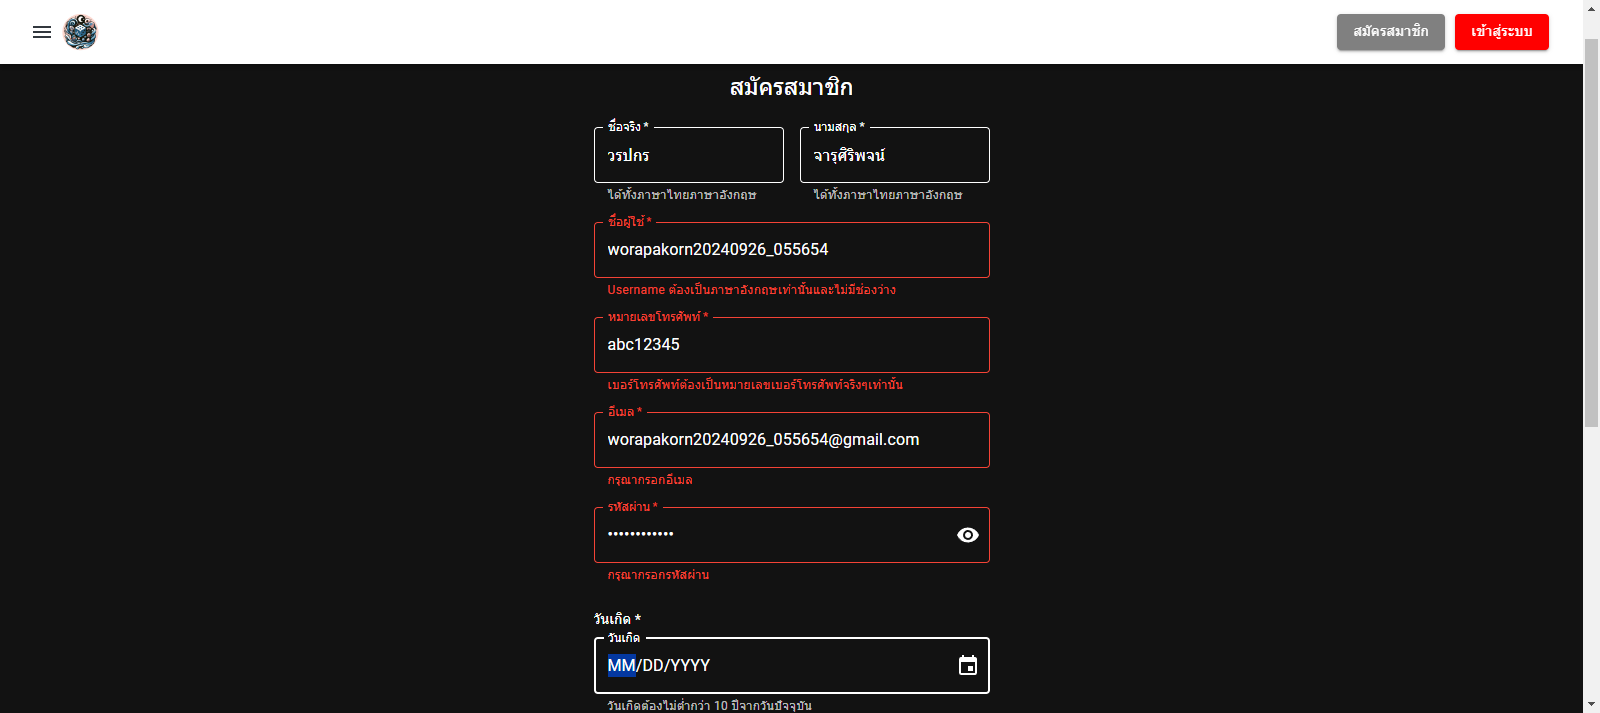 สมัครสมาชิก
เข้าสู่ระบบ
สมัครสมาชิก
ชื่อจริง *
วรปกร
ได้ทั้งภาษาไทยภาษาอังกฤษ
นามสกุล *
จารุศิริพจน์
ได้ทั้งภาษาไทยภาษาอังกฤษ
ชื่อผู้ใช้ *
worapakorn20240926_055654
Username ต้องเป็นภาษาอังกฤษเท่านั้นและไม่มีช่องว่าง
หมายเลขโทรศัพท์ *
abc12345
เบอร์โทรศัพท์ต้องเป็นหมายเลขเบอร์โทรศัพท์จริงๆเท่านั้น
อีเมล *
worapakorn20240926_055654@gmail.com
กรุณากรอกอีเมล
รหัสผ่าน *
••••••••••••
กรุณากรอกรหัสผ่าน
วันเกิด *
วันเกิด
MM/DD/YYYY
วันเกิดต้องไม่ต่ำกว่า 10 ปีจากวันปัจจุบัน